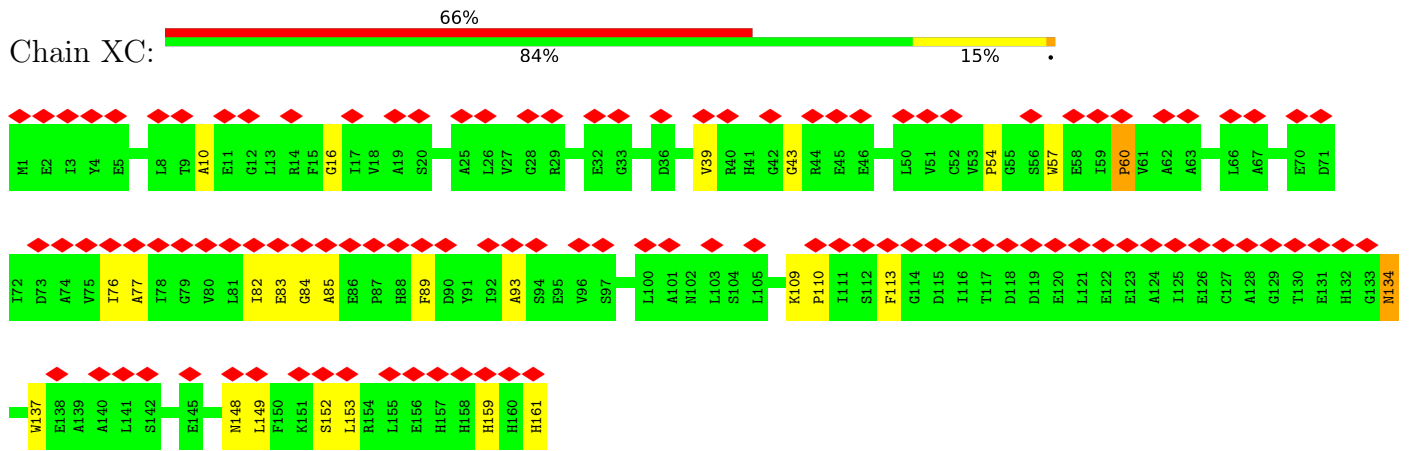 66%
Chain XC:
84% 15% .
M1 E2 I3 Y4 E5 L8 T9 A10 E11 G12 L13 R14 F15 G16 I17 V18 A19 S20 A25 L26 V27 G28 R29 E32 G33 D36 V39 R40 H41 G42 G43 R44 E45 E46 L50 V51 C52 V53 P54 G55 S56 W57 E58 I59 P60 V61 A62 A63 L66 A67 E70 D71
I72 D73 A74 V75 I76 A77 I78 G79 V80 L81 I82 E83 G84 A85 E86 P87 H88 F89 D90 Y91 I92 A93 S94 E95 V96 S97 L100 A101 N102 L103 S104 L105 K109 P110 I111 S112 F113 G114 D115 I116 T117 D118 D119 E120 L121 E122 E123 A124 I125 E126 C127 A128 G129 T130 E131 H132 G133 N134
W137 E138 A139 A140 L141 S142 E145 N148 L149 F150 K151 S152 L153 R154 L155 E156 H157 H158 H159 H160 H161